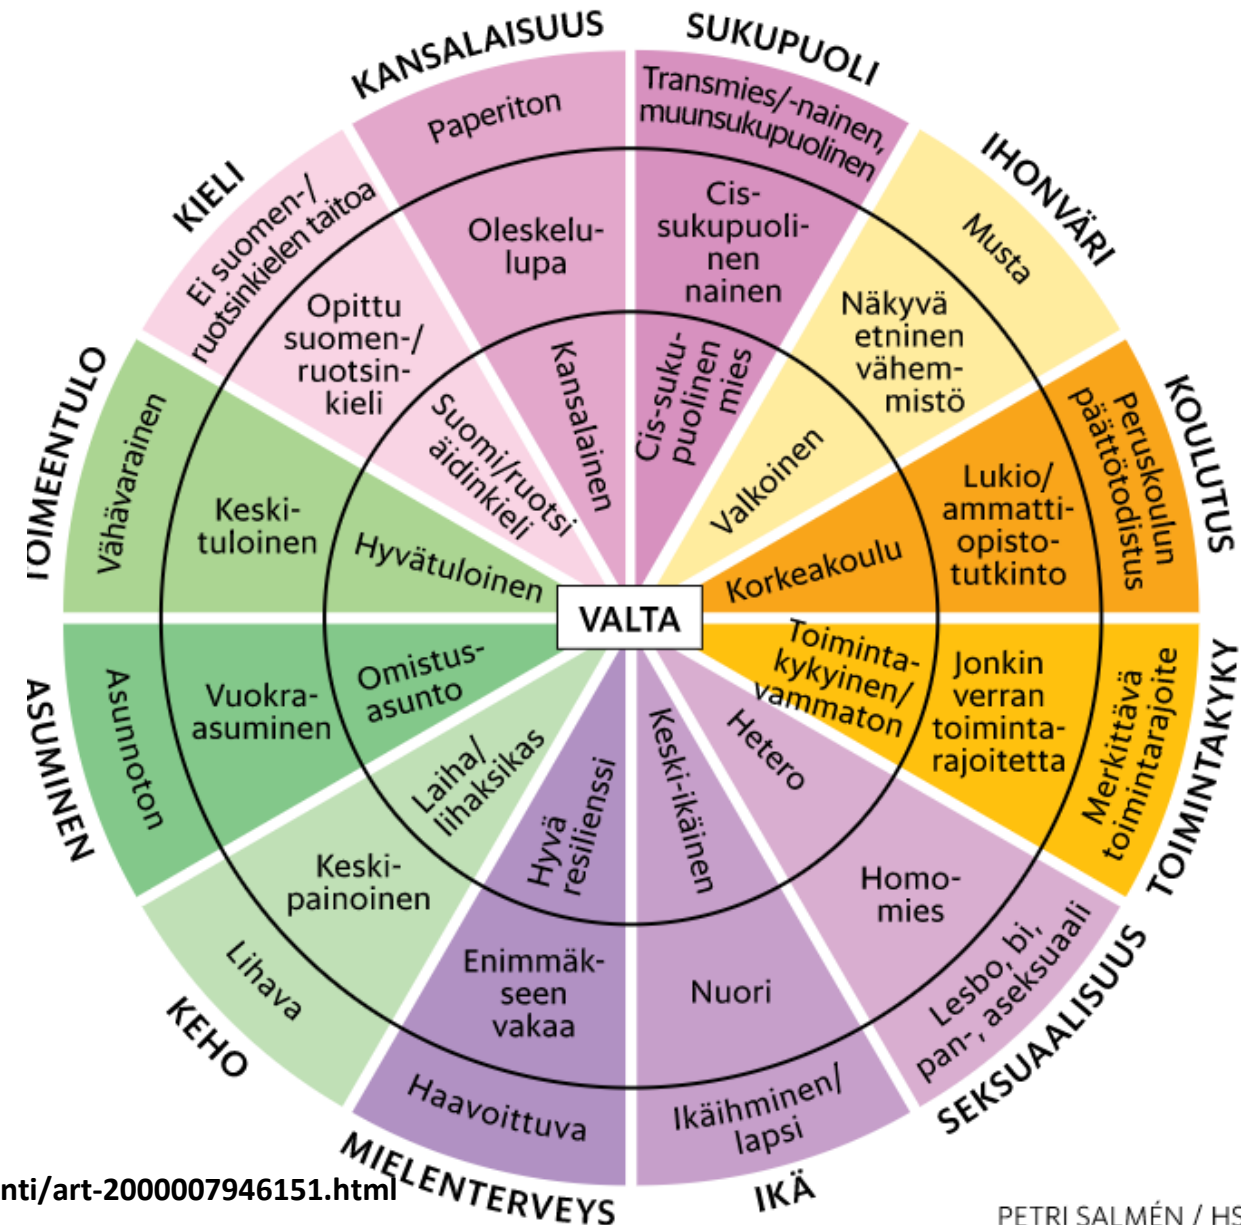 KANSALAISUUS
Paperiton
Oleskelu-
lupa
Kansalainen
SUKUPUOLI
Transmies/-nainen,
muunsukupuolinen
Cis-
sukupuoli-
nen
nainen
Cis-suku-
puolinen
mies
IHONVÄRI
Musta
Näkyvä
etninen
vähem-
mistö
Valkoinen
KOULUTUS
Peruskoulun
päättötodistus
Lukio/
ammatti-
opisto-
tutkinto
Korkeakoulu
TOIMINTAKYKY
Merkittävä
toimintarajoite
Jonkin
verran
toiminta-
rajoitetta
Toiminta-
kykyinen/
vammaton
SEKSUAALISUUS
Lesbo, bi,
pan-, aseksuaali
Homo-
mies
Hetero
IKÄ
Ikäihminen/
lapsi
Nuori
Keski-ikäinen
MIELENTERVEYS
Haavoittuva
Enimmäk-
seen
vakaa
Hyvä
resilienssi
KEHO
Lihava
Keski-
painoinen
Laiha/
lihaksikas
ASUMINEN
Asunnoton
Vuokra-
asuminen
Omistus-
asunto
TOIMEENTULO
Vähävarainen
Keski-
tuloinen
Hyvätuloinen
KIELI
Ei suomen-/
ruotsinkielen taitoa
Opittu
suomen-/
ruotsin-
kieli
Suomi/ruotsi
äidinkieli
VALTA
nti/art-2000007946151.html
PETRI SALMÉN / HS